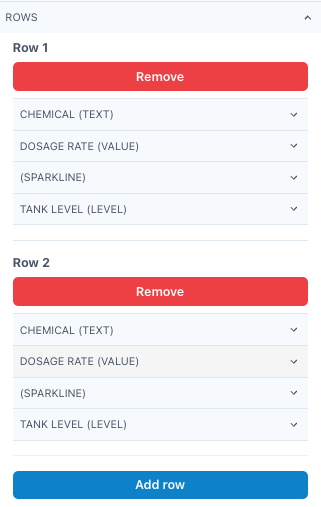 ROWS
Row 1
Remove
CHEMICAL (TEXT)
DOSAGE RATE (VALUE)
(SPARKLINE)
TANK LEVEL (LEVEL)
Row 2
Remove
CHEMICAL (TEXT)
DOSAGE RATE (VALUE)
(SPARKLINE)
TANK LEVEL (LEVEL)
Add row